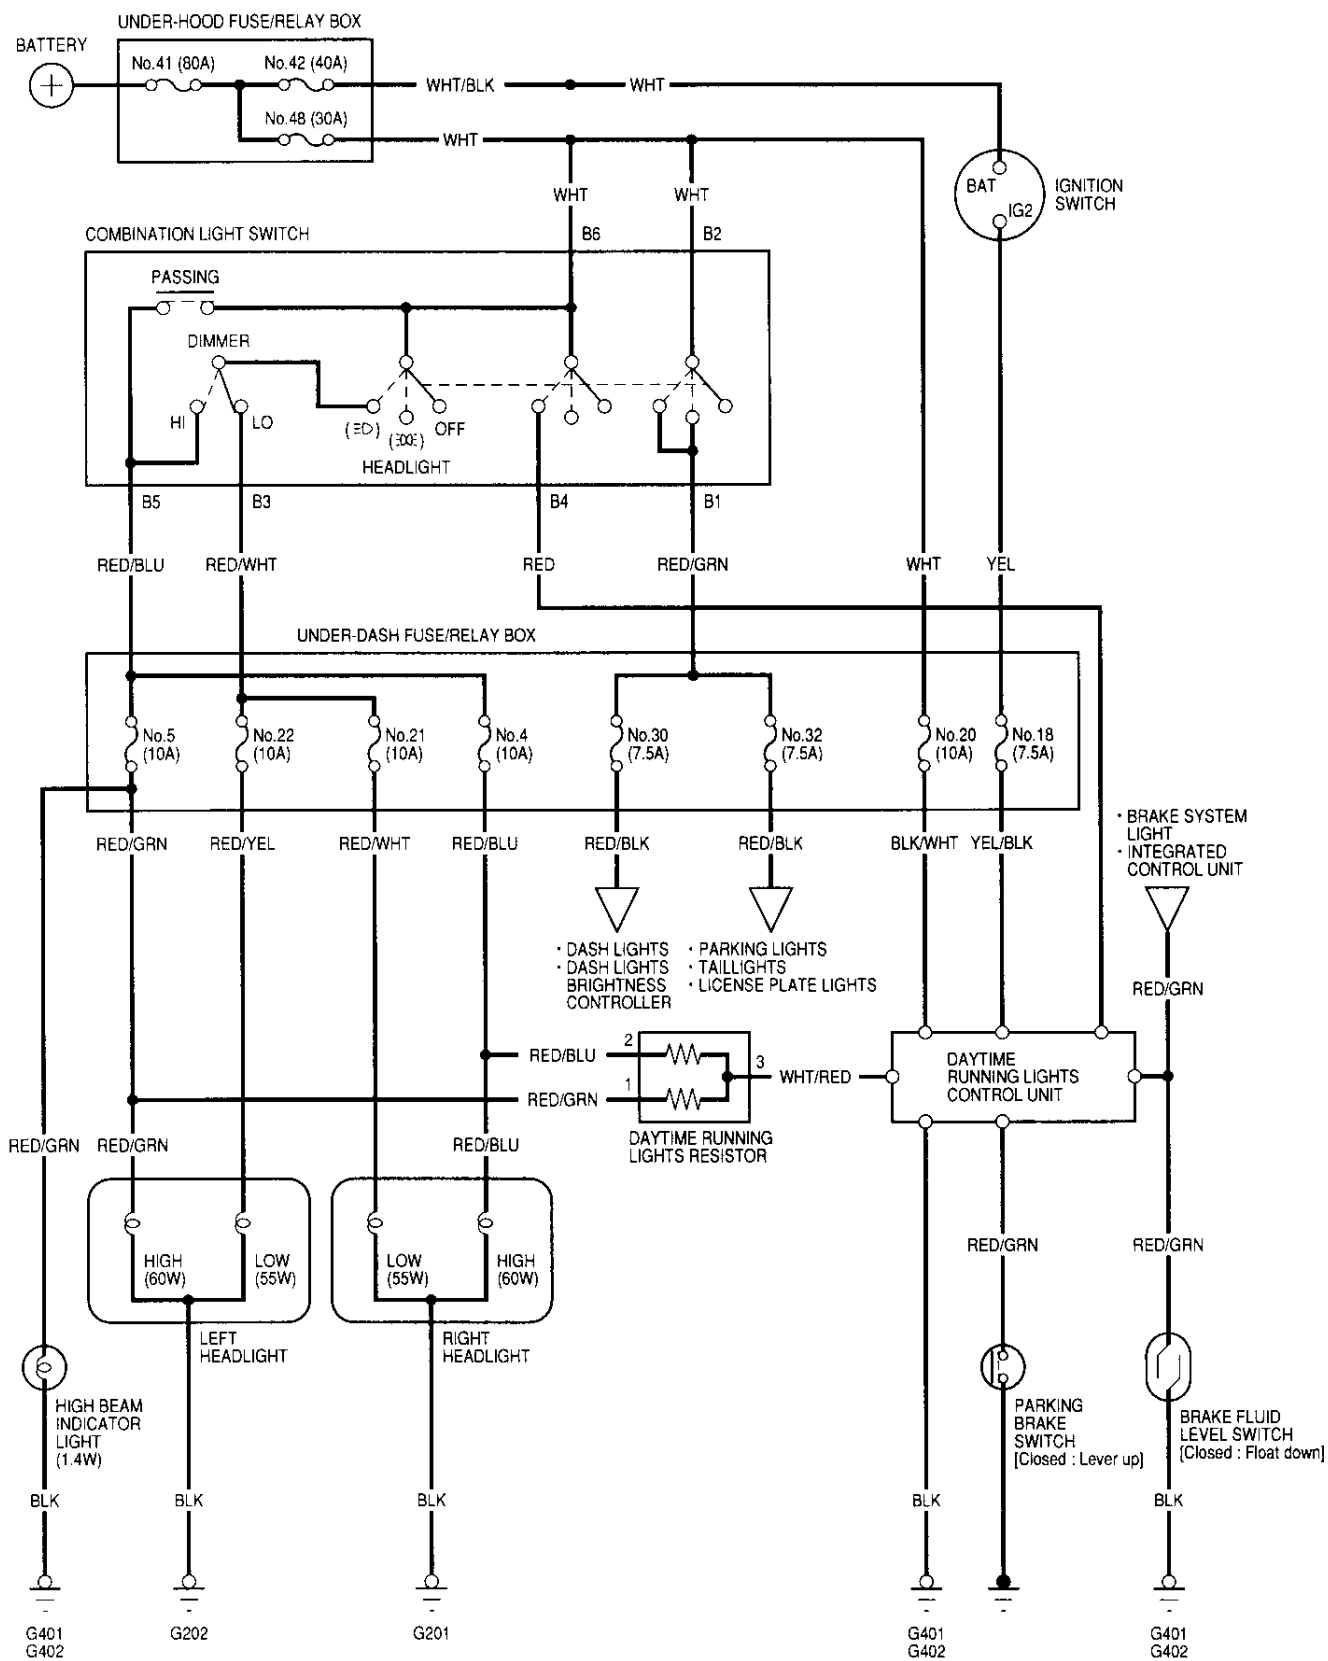 UNDER-HOOD FUSE/RELAY BOX
BATTERY
+
No.41 (80A)
No.42 (40A)
WHT/BLK
WHT
No.48 (30A)
WHT
WHT
WHT
BAT
IG2
IGNITION
SWITCH
COMBINATION LIGHT SWITCH
B6
B2
PASSING
DIMMER
HI
LO
OFF
HEADLIGHT
B5
B3
B4
B1
RED/BLU
RED/WHT
RED
RED/GRN
WHT
YEL
UNDER-DASH FUSE/RELAY BOX
No.5
(10A)
No.22
(10A)
No.21
(10A)
No.4
(10A)
No.30
(7.5A)
No.32
(7.5A)
No.20
(10A)
No.18
(7.5A)
RED/GRN
RED/YEL
RED/WHT
RED/BLU
RED/BLK
RED/BLK
BLK/WHT
YEL/BLK
· BRAKE SYSTEM
LIGHT
· INTEGRATED
CONTROL UNIT
· DASH LIGHTS
· DASH LIGHTS
BRIGHTNESS
CONTROLLER
· PARKING LIGHTS
· TAILLIGHTS
· LICENSE PLATE LIGHTS
RED/GRN
RED/BLU
2
3
WHT/RED
DAYTIME
RUNNING LIGHTS
CONTROL UNIT
RED/GRN
1
DAYTIME RUNNING
LIGHTS RESISTOR
RED/GRN
RED/GRN
RED/BLU
HIGH
(60W)
LOW
(55W)
LOW
(55W)
HIGH
(60W)
RED/GRN
RED/GRN
LEFT
HEADLIGHT
RIGHT
HEADLIGHT
HIGH BEAM
INDICATOR
LIGHT
(1.4W)
PARKING
BRAKE
SWITCH
[Closed : Lever up]
BRAKE FLUID
LEVEL SWITCH
[Closed : Float down]
BLK
BLK
BLK
BLK
BLK
G401
G402
G202
G201
G401
G402
G401
G402